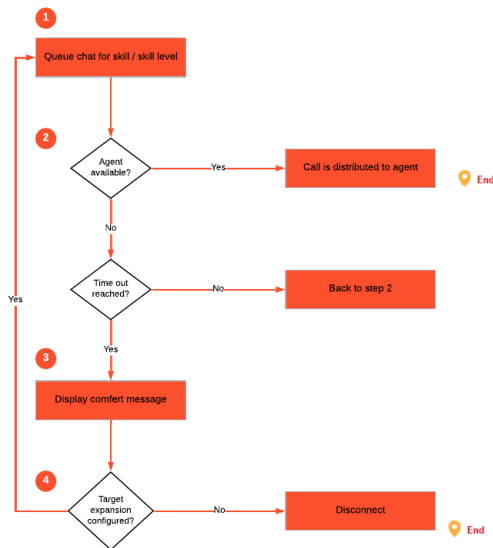 1
Queue chat for skill / skill level
2
Agent
available?
Yes
Call is distributed to agent
End
No
Time out
reached?
No
Back to step 2
Yes
Yes
3
Display comfert message
4
Target
expansion
configured?
No
Disconnect
End